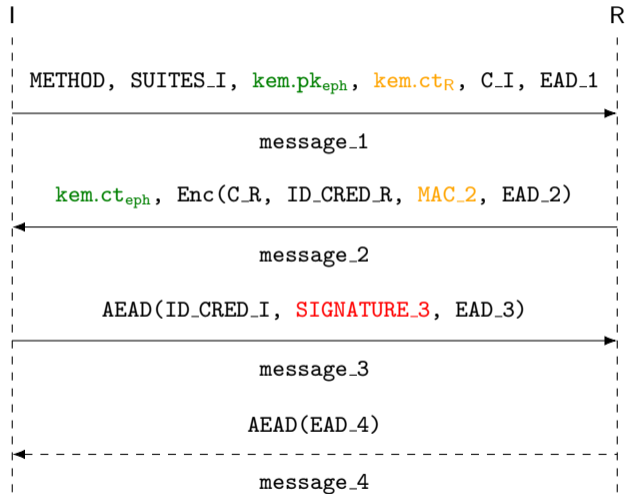 I R
METHOD, SUITES_I, kem.pk_eph, kem.ct_R, C_I, EAD_1
message_1
kem.ct_eph, Enc(C_R, ID_CRED_R, MAC_2, EAD_2)
message_2
AEAD(ID_CRED_I, SIGNATURE_3, EAD_3)
message_3
AEAD(EAD_4)
message_4